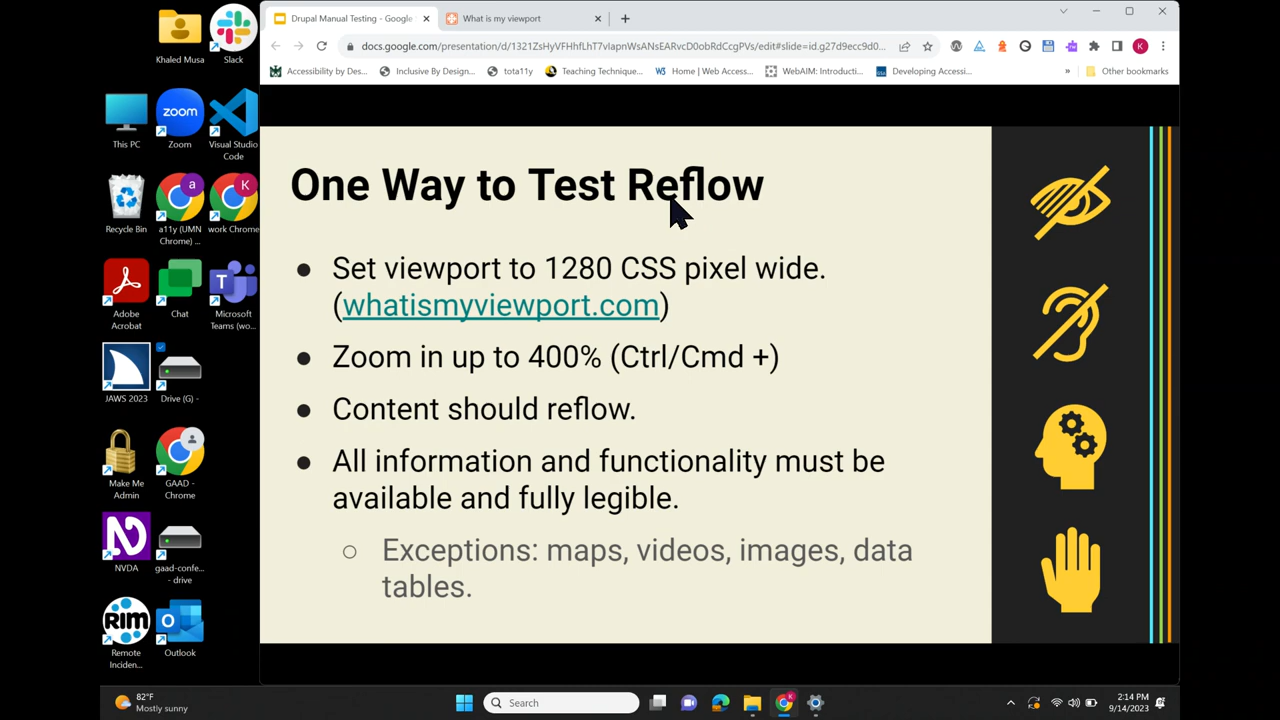 Khaled Musa
Slack
This PC
Zoom
Visual Studio
Code
Recycle Bin
a11y (UMN
Chrome) ...
work Chrome
Adobe
Acrobat
Chat
Microsoft
Teams (wo...
JAWS 2023
Drive (G) -
Make Me
Admin
GAAD -
Chrome
NVDA
gaad-confe...
- drive
Remote
Inciden...
Outlook
zoom
RIM
Drupal Manual Testing - Google
What is my viewport
docs.google.com/presentation/d/1321ZsHyVFHhfLhT7vIapnWsANsEARvcD0obRdCcgPVs/edit#slide=id.g27d9ecc9d0...
K
Accessibility by Des...
Inclusive By Design...
tota11y
Teaching Technique...
Home | Web Access...
WebAIM: Introducti...
Developing Accessi...
»
Other bookmarks
One Way to Test Reflow
● Set viewport to 1280 CSS pixel wide.
(whatismyviewport.com)
● Zoom in up to 400% (Ctrl/Cmd +)
● Content should reflow.
● All information and functionality must be
available and fully legible.
○ Exceptions: maps, videos, images, data
tables.
82°F
Mostly sunny
Search
2:14 PM
9/14/2023